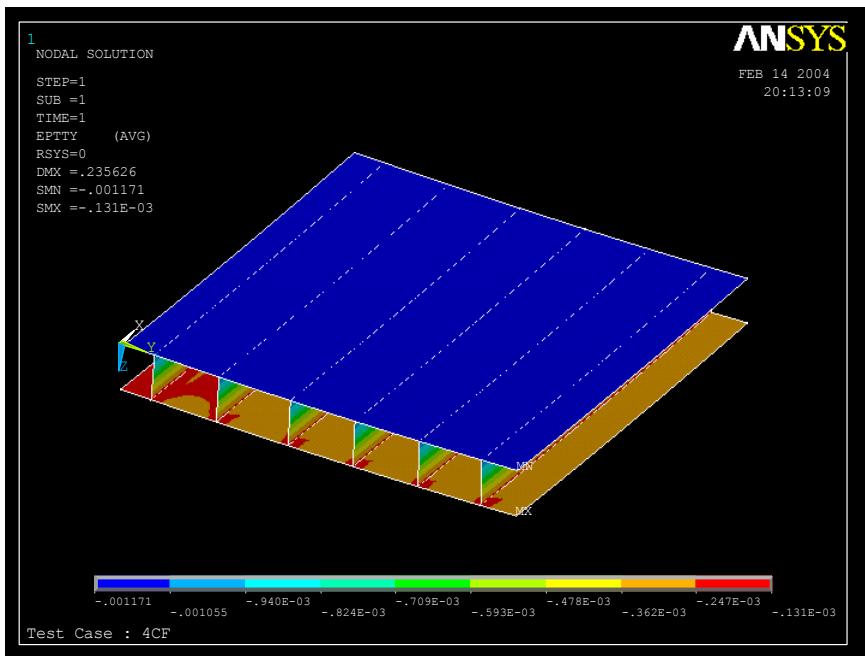 1
ANSYS
NODAL SOLUTION
FEB 14 2004
20:13:09
STEP=1
SUB =1
TIME=1
EPTTY (AVG)
RSYS=0
DMX =.235626
SMN =-.001171
SMX =-.131E-03
X
Y
Z
MN
MX
-.001171
-.001055
-.940E-03
-.824E-03
-.709E-03
-.593E-03
-.478E-03
-.362E-03
-.247E-03
-.131E-03
Test Case : 4CF